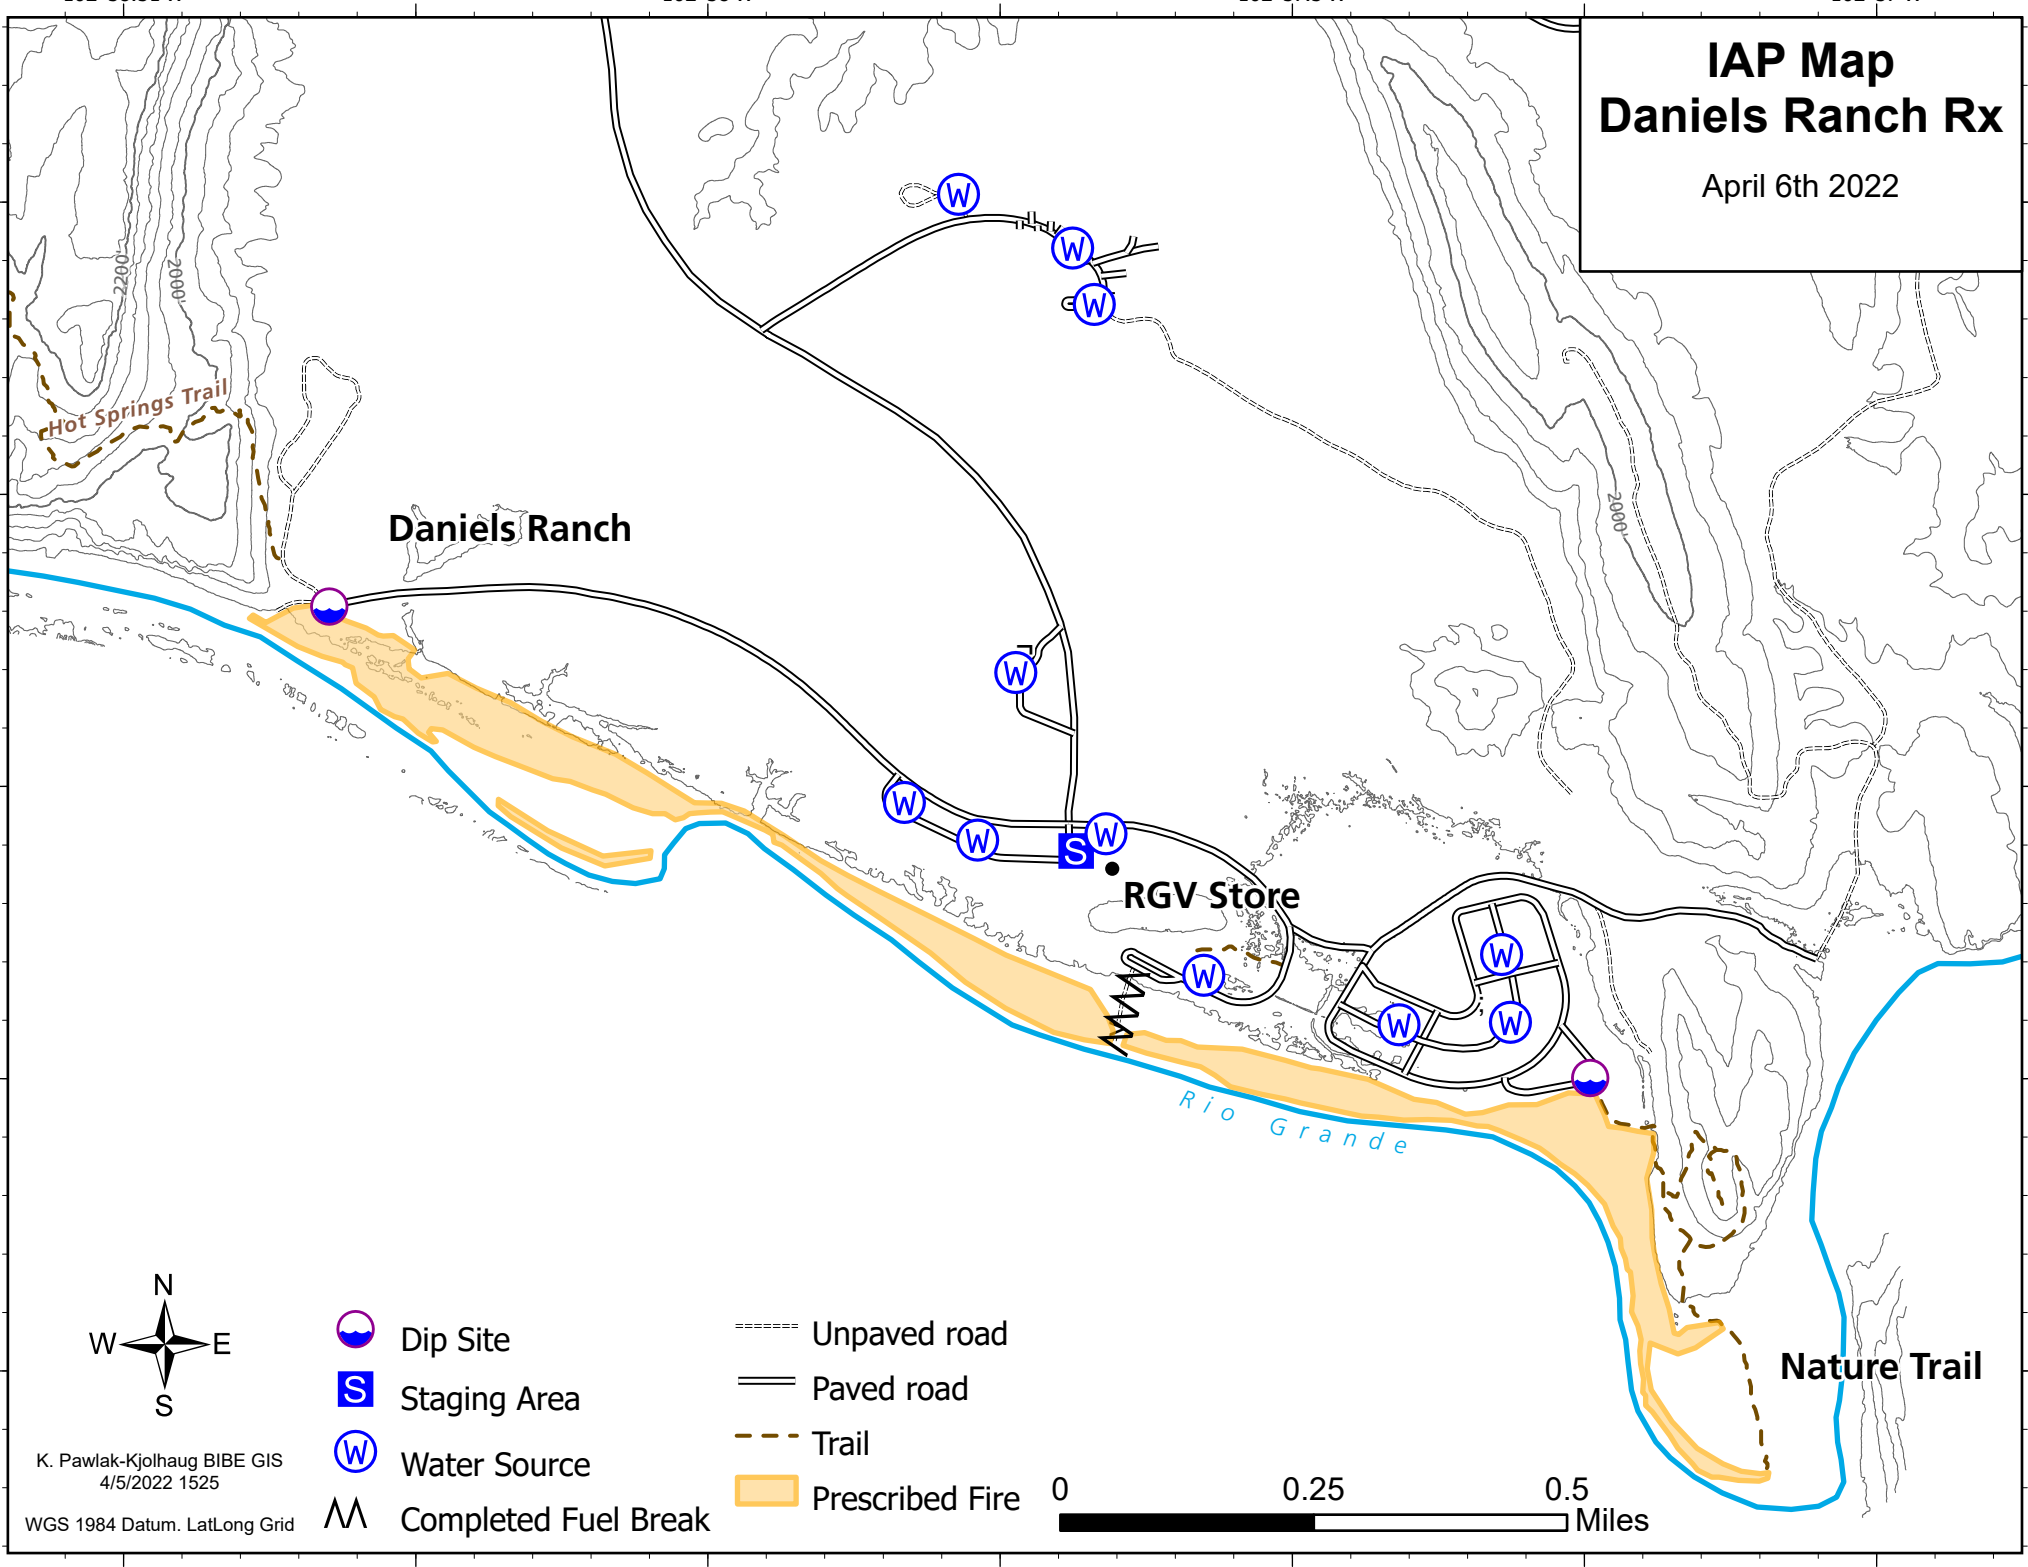 IAP Map
Daniels Ranch Rx
April 6th 2022
W
W
W
2200'
2000'
Hot Springs Trail
2000'
Daniels Ranch
W
W
W
W
S
RGV Store
W
W
W
W
Rio Grande
Nature Trail
N
W E
S
K. Pawlak-Kjolhaug BIBE GIS
4/5/2022 1525
WGS 1984 Datum. LatLong Grid
Dip Site
S Staging Area
W Water Source
Completed Fuel Break
Unpaved road
Paved road
Trail
Prescribed Fire
0 0.25 0.5
Miles